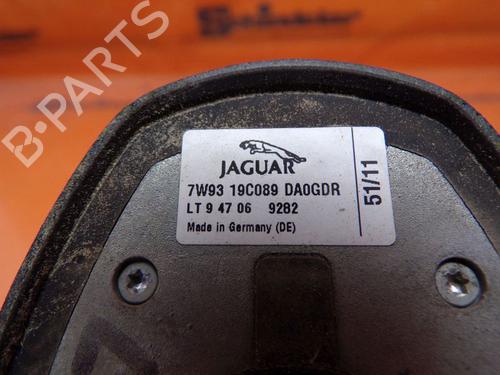 JAGUAR
7W93 19C089 DA0GDR
LT 9 47 06 9282
Made in Germany (DE)
51/11
B-PARTS